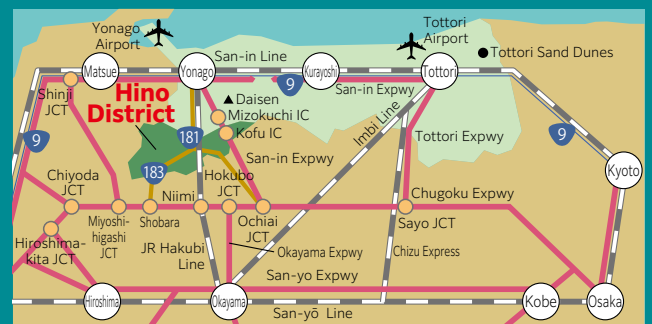 Yonago
Airport
Tottori
Airport
Tottori Sand Dunes
San-in Line
Matsue
Yonago
Kurayoshi
Tottori
9
San-in Expwy
Shinji
JCT
Hino
District
Daisen
Mizokuchi IC
Kofu IC
Imbi Line
Tottori Expwy
9
9
181
San-in Expwy
Kyoto
183
Chiyoda
JCT
Niimi
Hokubo
JCT
Chugoku Expwy
Miyoshi-
higashi
JCT
Shobara
Ochiai
JCT
Sayo JCT
Hiroshima-
kita JCT
JR Hakubi
Line
Okayama Expwy
Chizu Express
San-yo Expwy
Hiroshima
Okayama
Kobe
Osaka
San-yō Line